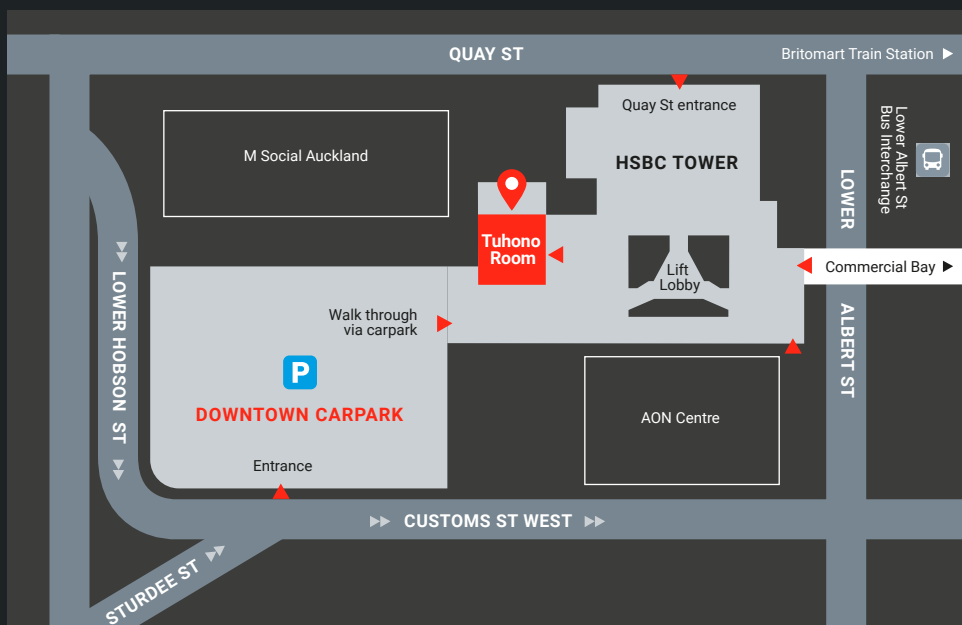 QUAY ST
Britomart Train Station
Quay St entrance
M Social Auckland
HSBC TOWER
Lower Albert St
Bus Interchange
LOWER
Tuhono
Room
Lift
Lobby
Commercial Bay
LOWER HOBSON ST
Walk through
via carpark
ALBERT ST
P
DOWNTOWN CARPARK
AON Centre
Entrance
CUSTOMS ST WEST
STURDEE ST